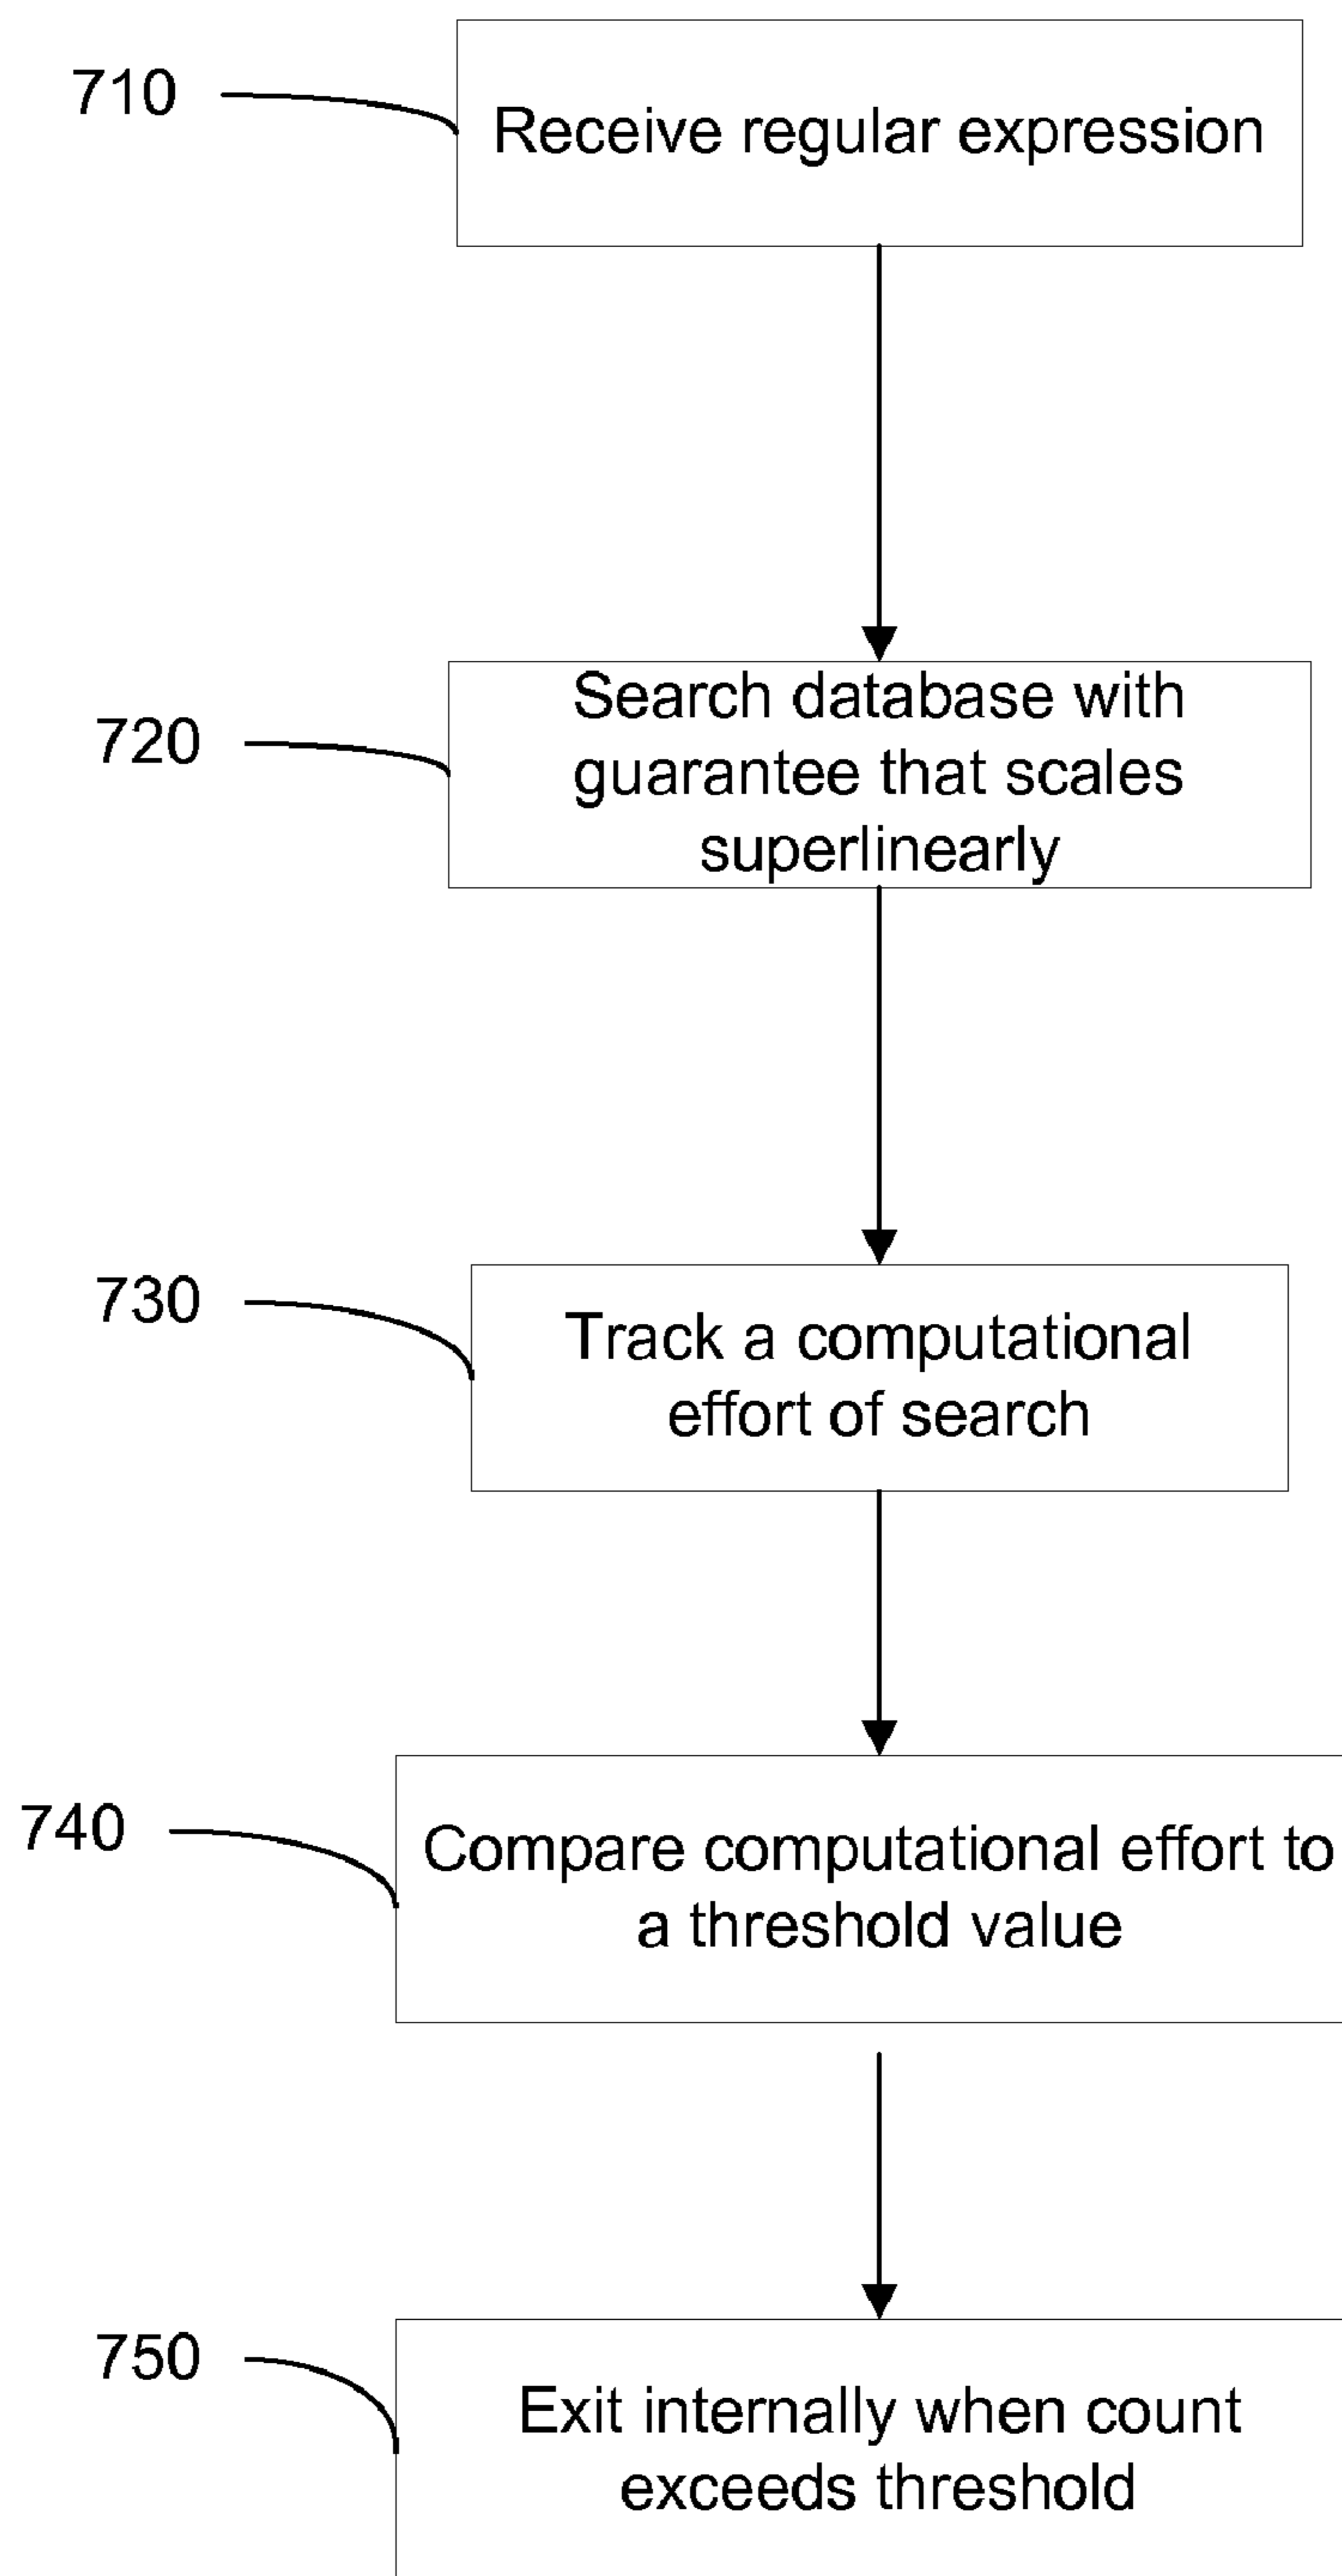 710
Receive regular expression
720
Search database with
guarantee that scales
superlinearly
730
Track a computational
effort of search
740
Compare computational effort to
a threshold value
750
Exit internally when count
exceeds threshold